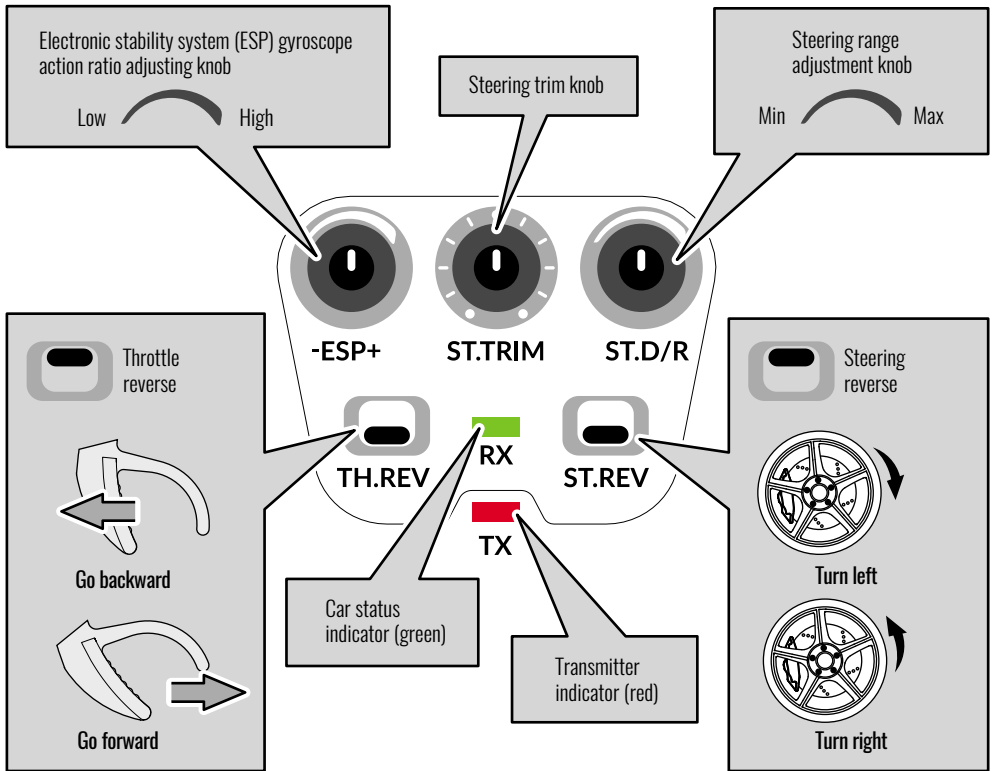 Electronic stability system (ESP) gyroscope
action ratio adjusting knob
Low
High
Steering trim knob
Steering range
adjustment knob
Min
Max
-ESP+
ST.TRIM
ST.D/R
Throttle
reverse
Go backward
Go forward
TH.REV
RX
ST.REV
TX
Car status
indicator (green)
Transmitter
indicator (red)
Steering
reverse
Turn left
Turn right